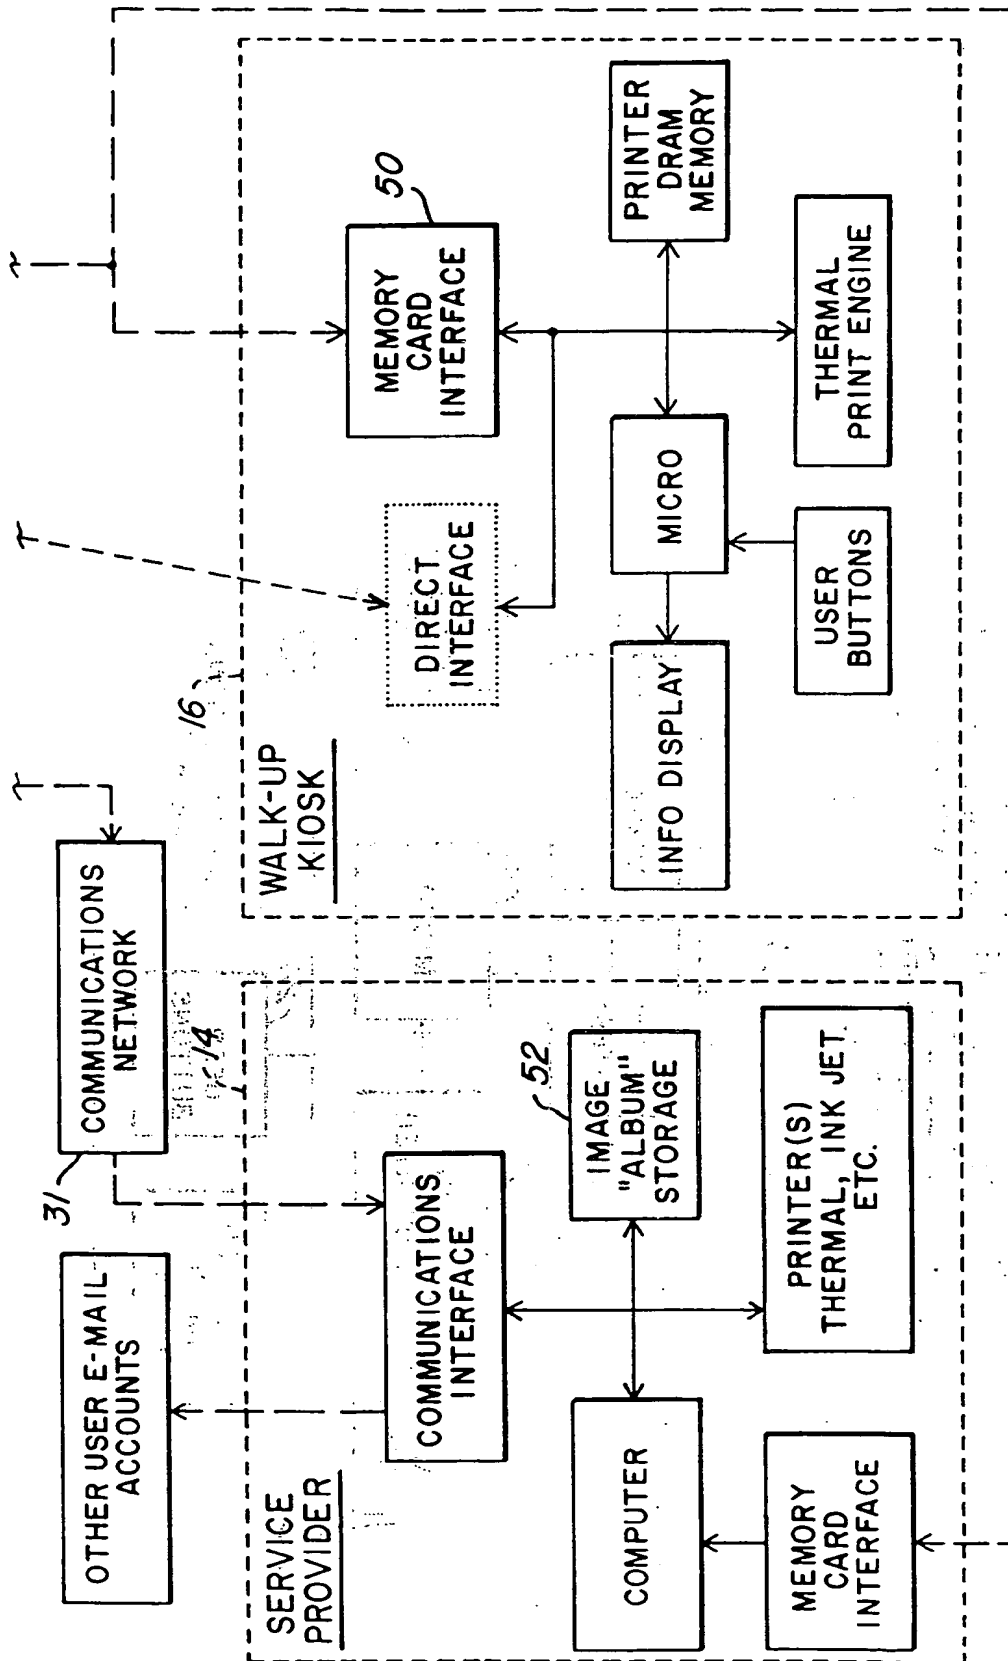 OTHER USER E-MAIL
ACCOUNTS
31
COMMUNICATIONS
NETWORK
SERVICE
PROVIDER
14
COMMUNICATIONS
INTERFACE
COMPUTER
52
IMAGE
"ALBUM"
STORAGE
MEMORY
CARD
INTERFACE
PRINTER(S)
THERMAL, INK JET
ETC.
WALK-UP
KIOSK
16
DIRECT
INTERFACE
50
MEMORY
CARD
INTERFACE
INFO DISPLAY
MICRO
PRINTER
DRAM
MEMORY
USER
BUTTONS
THERMAL
PRINT ENGINE